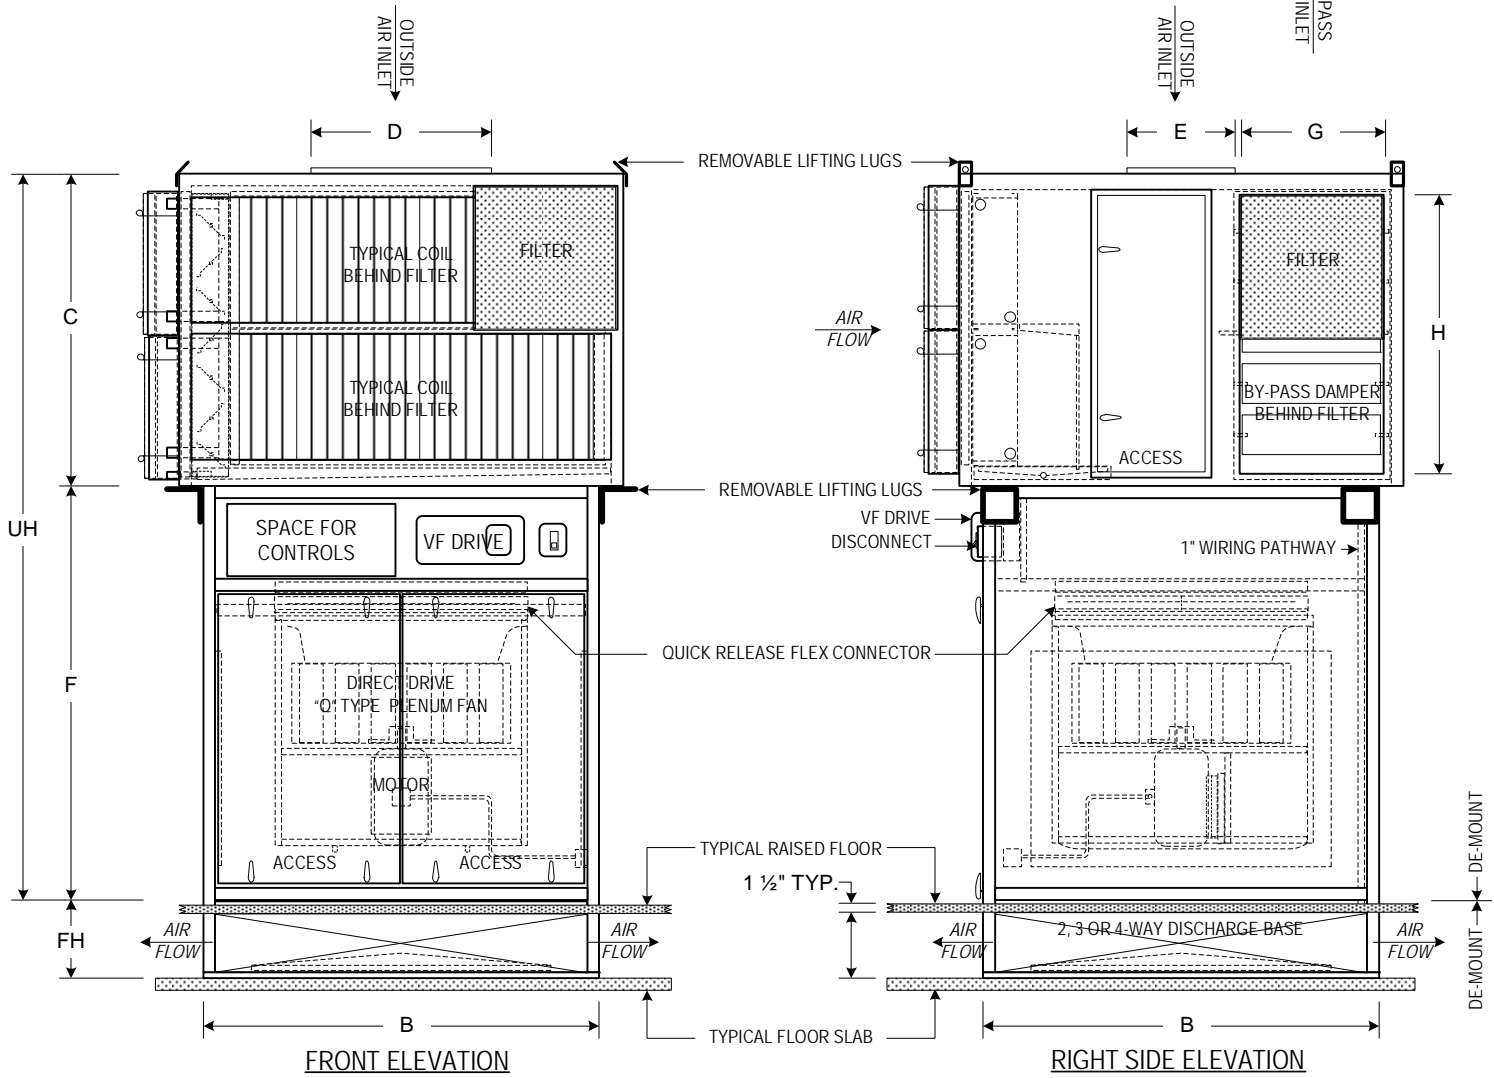 OUTSIDE
AIR INLET
OUTSIDE
AIR INLET
PASS
INLET
D
E
G
REMOVABLE LIFTING LUGS
TYPICAL COIL
BEHIND FILTER
FILTER
FILTER
C
AIR
FLOW
H
TYPICAL COIL
BEHIND FILTER
BY-PASS DAMPER
BEHIND FILTER
ACCESS
REMOVABLE LIFTING LUGS
UH
SPACE FOR
CONTROLS
VF DRIVE
VF DRIVE
DISCONNECT
1" WIRING PATHWAY
QUICK RELEASE FLEX CONNECTOR
F
DIRECT DRIVE
"Q" TYPE PLENUM FAN
MOTOR
ACCESS
ACCESS
TYPICAL RAISED FLOOR
1 ½" TYP.
DE-MOUNT
DE-MOUNT
FH
AIR
FLOW
AIR
FLOW
AIR
FLOW
2, 3 OR 4-WAY DISCHARGE BASE
AIR
FLOW
B
TYPICAL FLOOR SLAB
B
FRONT ELEVATION
RIGHT SIDE ELEVATION